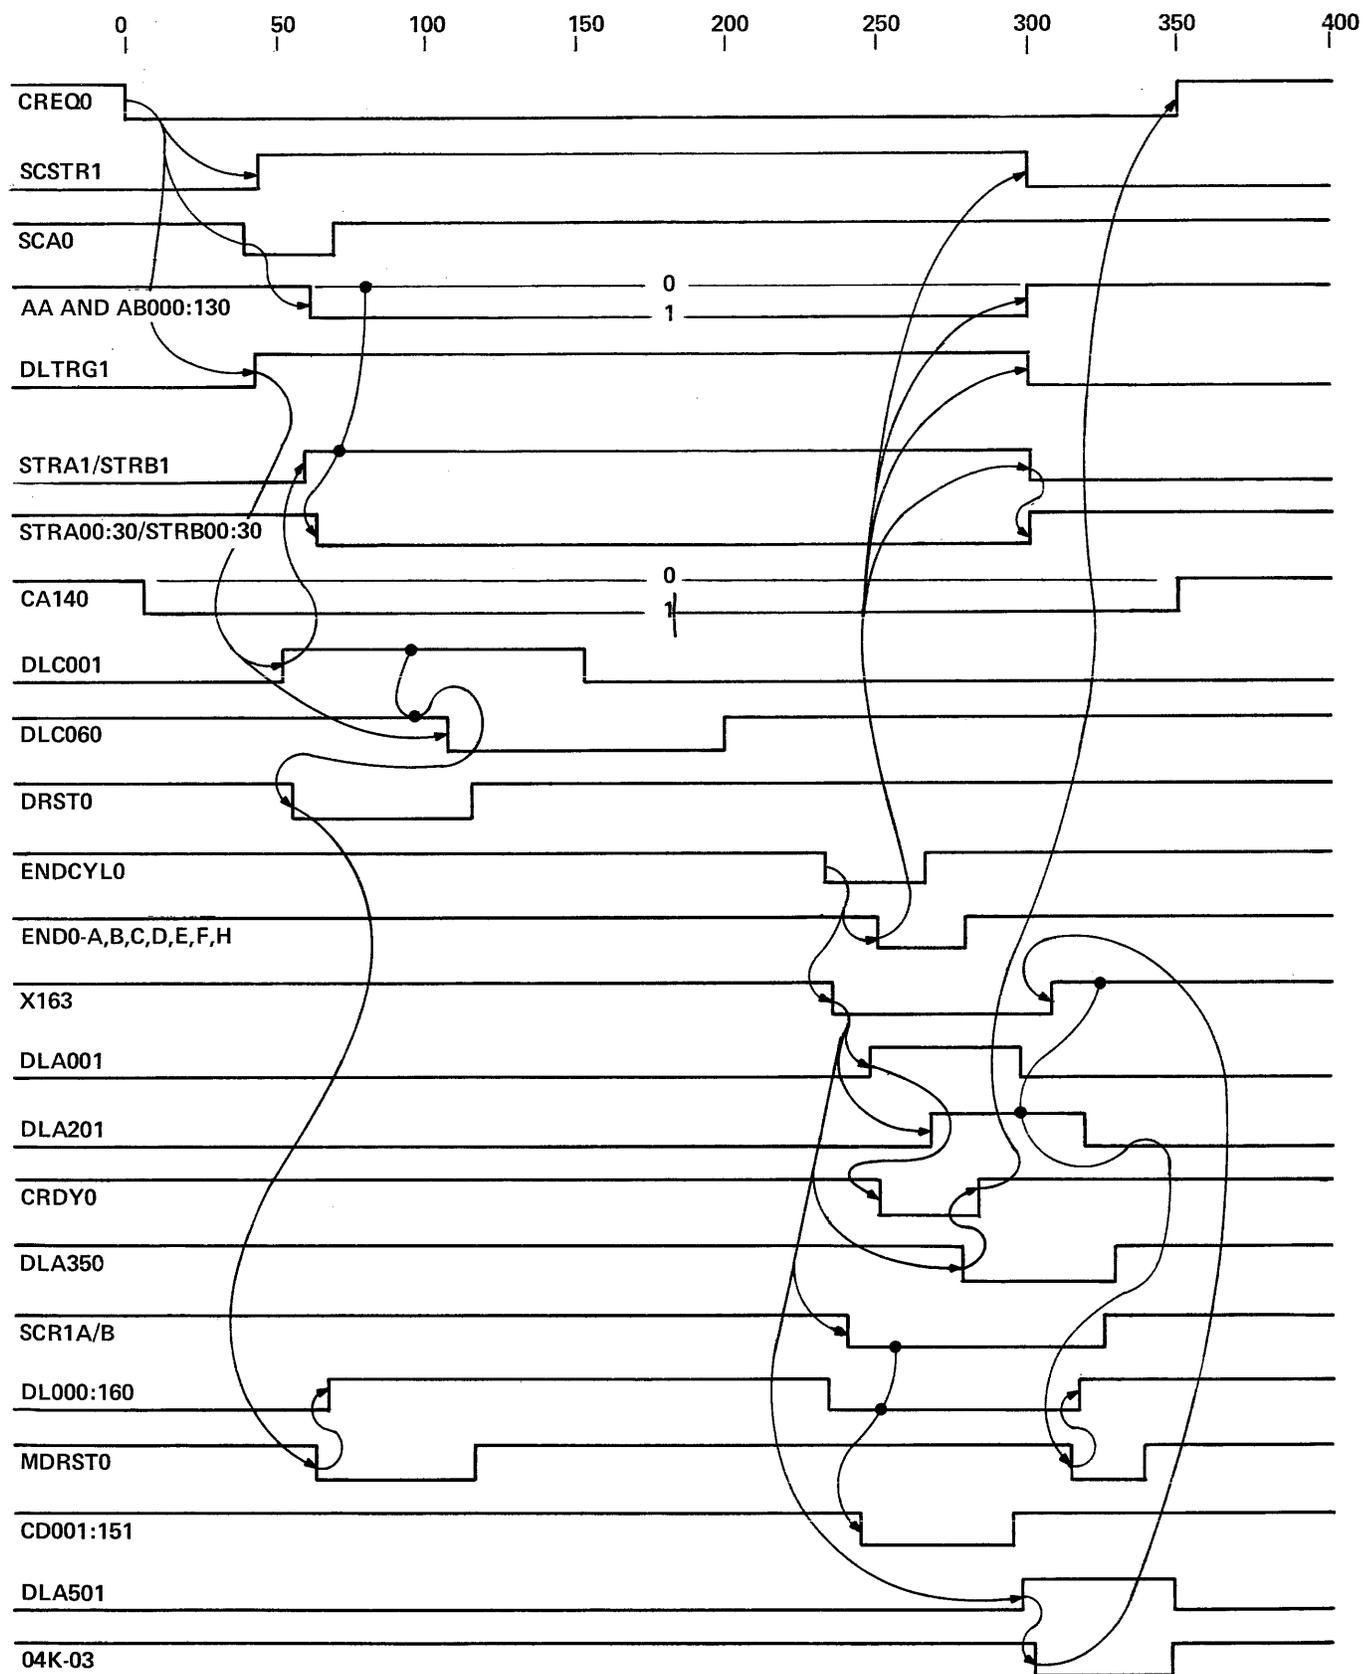 0 50 100 150 200 250 300 350 400
CREQ0
SCSTR1
SCA0
0
AA AND AB000:130
1
DLTRG1
STRA1/STRB1
STRA00:30/STRB00:30
0
CA140
1
DLC001
DLC060
DRST0
ENDCYL0
END0-A,B,C,D,E,F,H
X163
DLA001
DLA201
CRDY0
DLA350
SCR1A/B
DL000:160
MDRST0
CD001:151
DLA501
04K-03